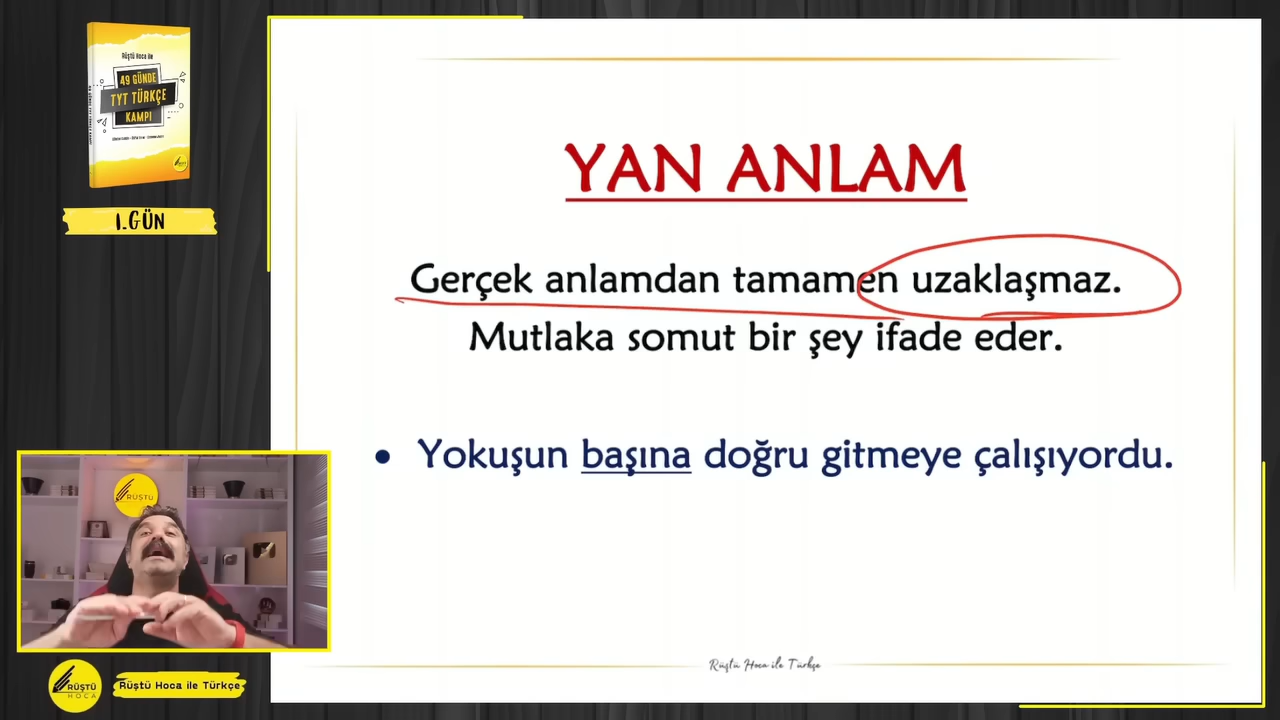 Rüştü Hoca ile
49 GÜNDE
TYT TÜRKÇE
KAMPI
1.GÜN
YAN ANLAM
Gerçek anlamdan tamamen uzaklaşmaz.
Mutlaka somut bir şey ifade eder.
• Yokuşun başına doğru gitmeye çalışıyordu.
RÜŞTÜ
Rüştü Hoca ile Türkçe
RÜŞTÜ
HOCA
Rüştü Hoca ile Türkçe